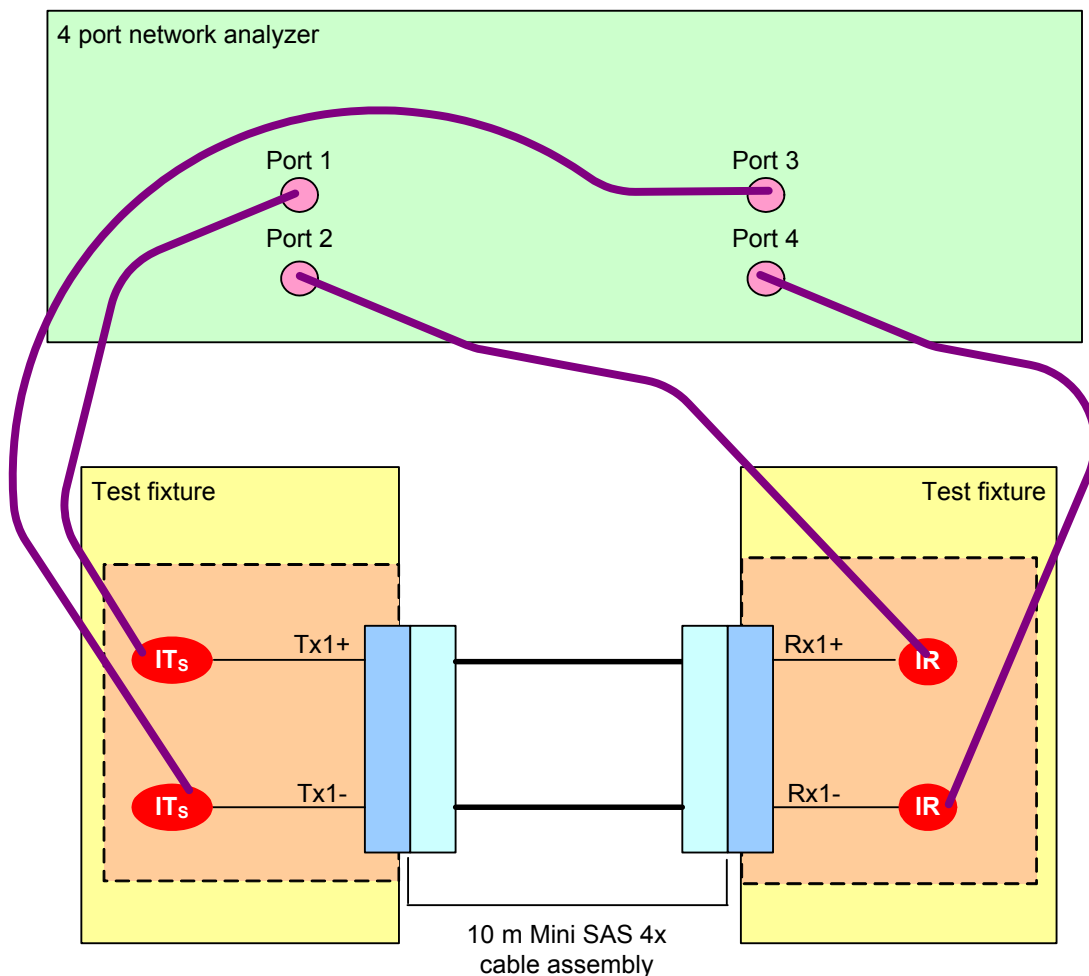 4 port network analyzer
Port 1
Port 3
Port 2
Port 4
Test fixture
Test fixture
Tx1+
Rx1+
ITS
IR
Tx1-
Rx1-
ITS
IR
10 m Mini SAS 4x
cable assembly